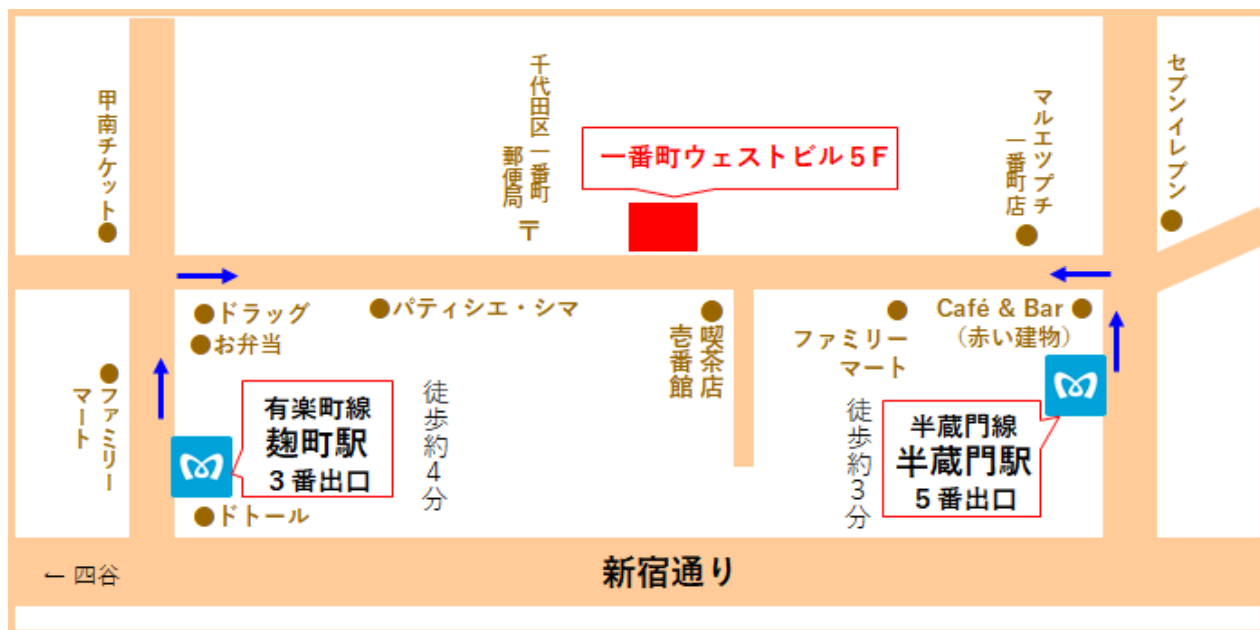 甲南チケット
千代田区一番町
郵便局
〒
一番町ウェストビル5F
マルエツプチ
一番町店
セブンイレブン
ドラッグ
お弁当
パティシエ・シマ
喫茶店
壱番館
ファミリー
マート
Café & Bar
（赤い建物）
ファミリー
マート
有楽町線
麹町駅
3番出口
徒歩約4分
徒歩約3分
半蔵門線
半蔵門駅
5番出口
ドトール
← 四谷
新宿通り